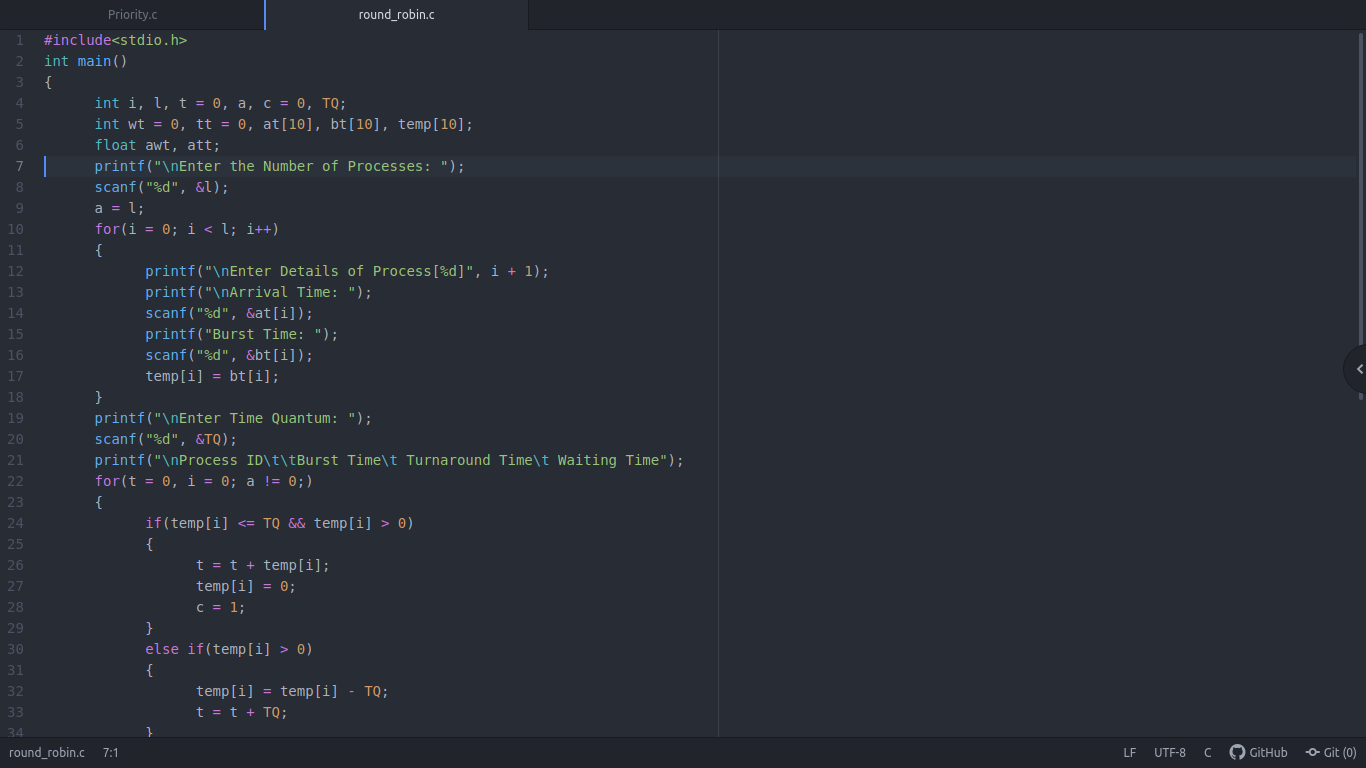 Priority.c
round_robin.c
1 #include<stdio.h>
2 int main()
3 {
4 int i, l, t = 0, a, c = 0, TQ;
5 int wt = 0, tt = 0, at[10], bt[10], temp[10];
6 float awt, att;
7 printf("\nEnter the Number of Processes: ");
8 scanf("%d", &l);
9 a = l;
10 for(i = 0; i < l; i++)
11 {
12 printf("\nEnter Details of Process[%d]", i + 1);
13 printf("\nArrival Time: ");
14 scanf("%d", &at[i]);
15 printf("Burst Time: ");
16 scanf("%d", &bt[i]);
17 temp[i] = bt[i];
18 }
19 printf("\nEnter Time Quantum: ");
20 scanf("%d", &TQ);
21 printf("\nProcess ID\t\tBurst Time\t Turnaround Time\t Waiting Time");
22 for(t = 0, i = 0; a != 0;)
23 {
24 if(temp[i] <= TQ && temp[i] > 0)
25 {
26 t = t + temp[i];
27 temp[i] = 0;
28 c = 1;
29 }
30 else if(temp[i] > 0)
31 {
32 temp[i] = temp[i] - TQ;
33 t = t + TQ;
34 }
round_robin.c 7:1 LF UTF-8 C GitHub Git (0)